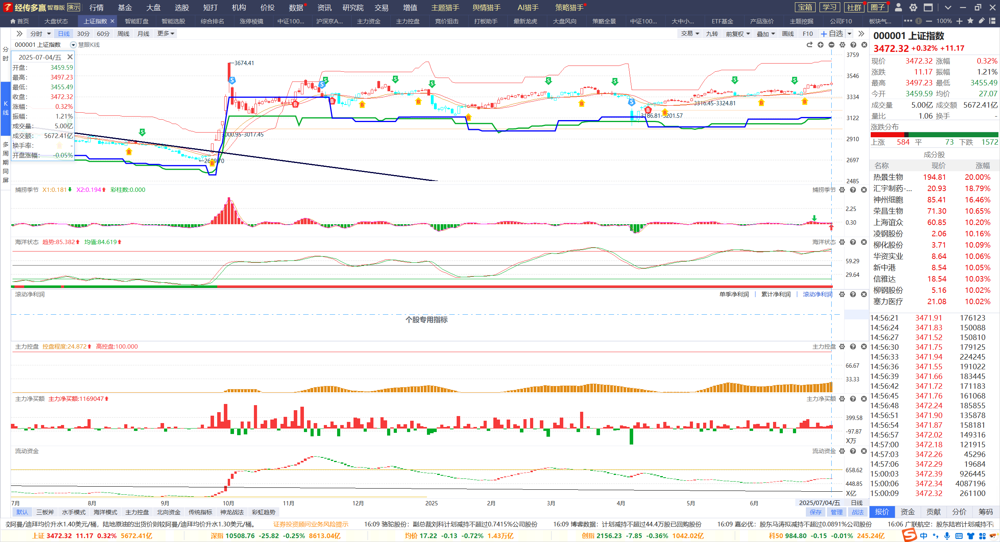 经传多赢 智尊版 演示 行情 基金 大盘 选股 短打 机构 价投 数据 资讯 研究院 交易 增值 主题猎手 舆情猎手 AI猎手 策略猎手 宝箱 学习 社群 圈子
首页 大盘状态 上证指数 智能盯盘 智能选股 综合排名 涨停棱镜 中证100... 沪深京A... 主力资金 主力控盘 竞价狙击 打板助手 最新龙虎 大盘风向 策略全景 中证100... 大中小... ETF基金 产品涨价 主题挖掘 公司F10 板块气... 100%
分时 日线 30分 60分 周线 月线 更多 交易 九转 前复权 叠加 画线 F10 自选
000001 上证指数 慧眼K线
分时
K线
多周期同屏
2025-07-04/五
开盘: 3459.59
最高: 3497.23
最低: 3455.49
收盘: 3472.32
涨幅: 0.32%
振幅: 1.21%
成交量: 5.00亿
成交额: 5672.41亿
换手率: -
开盘涨幅: -0.05%
3674.41
3316.45-3324.81
3186.81-3201.57
3000.95-3017.45
3759
3546
3334
3122
2910
2697
2485
捕捞季节 X1:0.181 X2:0.194 彩柱数:0.000 捕捞季节
2.25
0.30
海洋状态 趋势:85.382 均值:84.619 海洋状态
59.29
29.64
滚动净利润 单季净利润 累计净利润 滚动净利润
个股专用指标
主力控盘 控盘程度:24.872 高控盘:100.000 主力控盘
66.67
33.33
主力净买额 主力净买额:1169047 主力净买额
399.58
-97.87
X万
流动资金 流动资金
658.62
448.85
X亿
7月 8月 9月 10月 11月 12月 2025 2月 3月 4月 5月 6月 2025/07/04/五 日线
默认 三板斧 水手模式 海洋模式 主力控盘 北向资金 传统指标 神龙战法 彩虹趋势 保存 管理 战法
000001 上证指数
3472.32 +0.32% +11.17
现价 3472.32 涨幅 0.32%
涨跌 11.17 振幅 1.21%
最高 3497.23 最低 3455.49
今开 3459.59 均价 27.07
成交量 5.00亿 成交额 5672.41亿
量比 1.06 换手 -
涨跌分布
上涨 584 平 73 下跌 1572
成分股
名称 现价 涨幅
热景生物 194.81 20.00%
汇宇制药-... 20.93 18.79%
神州细胞 85.41 16.46%
荣昌生物 71.30 10.65%
上海谊众 60.85 10.20%
凌钢股份 2.06 10.16%
柳化股份 3.71 10.09%
华资实业 8.64 10.06%
新中港 8.54 10.05%
信雅达 18.54 10.03%
柳钢股份 5.16 10.02%
塞力医疗 21.08 10.02%
14:56:21 3471.91 176123
14:56:24 3471.83 150088
14:56:27 3471.52 150810
14:56:30 3471.75 179125
14:56:33 3471.94 224245
14:56:36 3471.55 191022
14:56:39 3471.66 183445
14:56:42 3471.72 171183
14:56:45 3471.76 161068
14:56:48 3472.24 185855
14:56:51 3471.90 135878
14:56:54 3471.87 158181
14:56:57 3472.02 149316
14:57:00 3472.18 121915
14:57:03 3472.26 45296
14:57:06 3472.29 19684
15:00:03 3472.39 926445
15:00:06 3472.34 4087196
15:00:09 3472.32 261100
报价 资金 贡献 分价 筹码
较阿曼/迪拜均价升水1.40美元/桶，陆地原油的出货价则较阿曼/迪拜均价升水1.30美元/桶。 证券投资顾问业务风险提示 16:09 骆驼股份：副总裁刘科计划减持不超过0.7415%公司股份 16:09 博睿数据：计划减持不超过44.4万股已回购股份 16:09 嘉必优：股东马涛拟减持不超过0.0891%公司股份 16:06 广联航空：股东陆岩计划减持不
上证 3472.32 11.17 0.32% 5672.41亿 深指 10508.76 -25.82 -0.25% 8613.04亿 均价 17.22 -0.13 -0.72% 1.43万亿 创指 2156.23 -7.85 -0.36% 1042.02亿 科50 984.80 -0.15 -0.01% 245.24亿 中